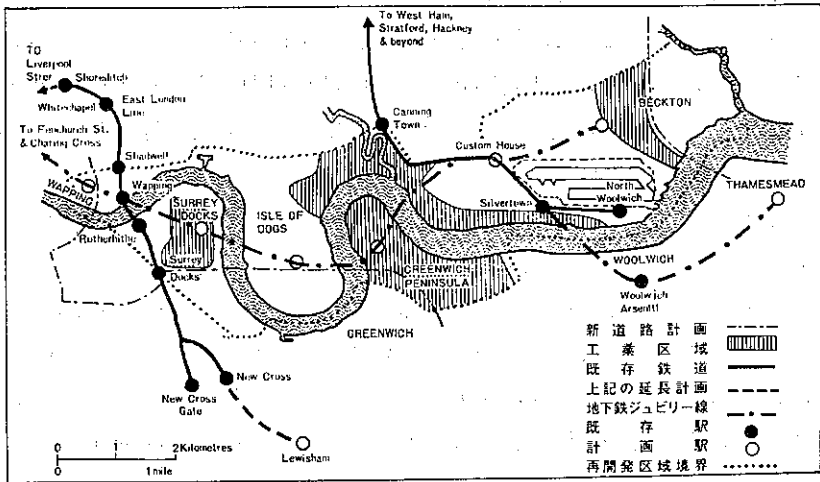 TO
Liverpool
Strer
Shoreditch
Whitechapel
East London
Line
To Fenchurch St.
& Charing Cross
Shadwell
WAPPING
Wapping
Rotherhithe
SURREY
DOCKS
Surrey
Docks
New Cross
Gate
New Cross
Lewisham
ISLE OF
DOGS
To West Ham,
Stratford, Hackney
& beyond
Canning
Town
Custom House
BECKTON
Silvertown
North
Woolwich
THAMESMEAD
WOOLWICH
Woolwich
Arsentl
GREENWICH
PENINSULA
GREENWICH
新道路計画
工業区域
既存鉄道
上記の延長計画
地下鉄ジュビリー線
既存駅
計画駅
再開発区域境界
0 1 2 Kilometres
0 1 mile